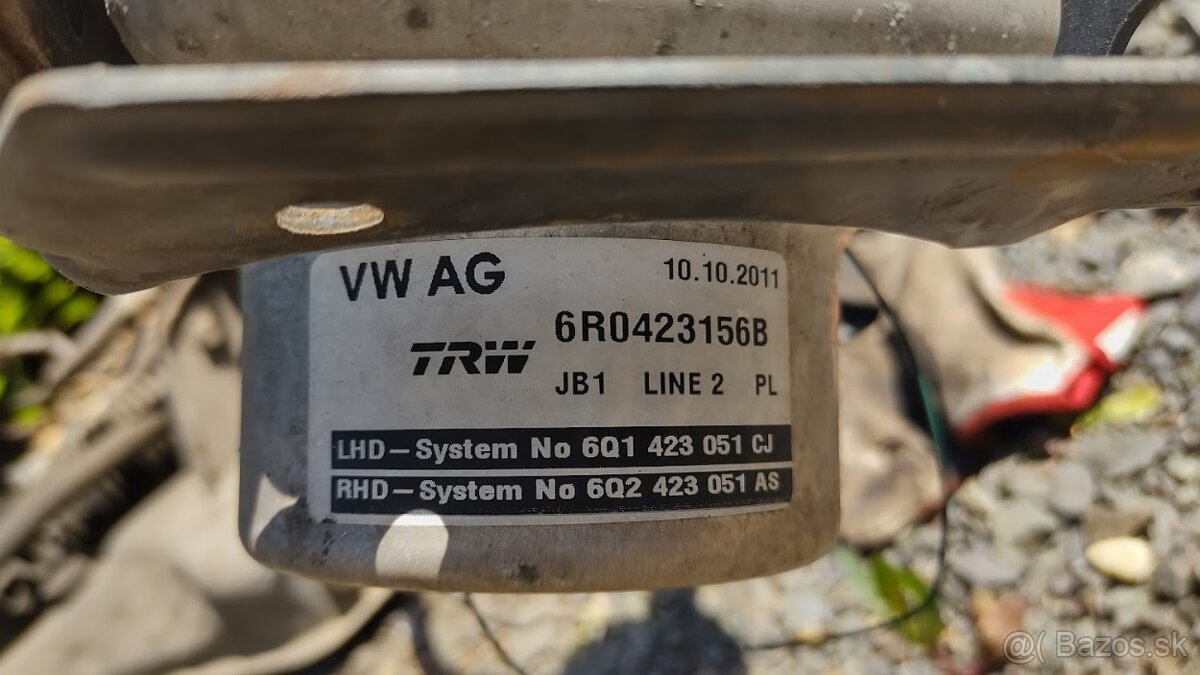 VW AG 10.10.2011
TRW 6R0423156B
JB1 LINE 2 PL
LHD-System No 6Q1 423 051 CJ
RHD-System No 6Q2 423 051 AS
@( Bazos.sk